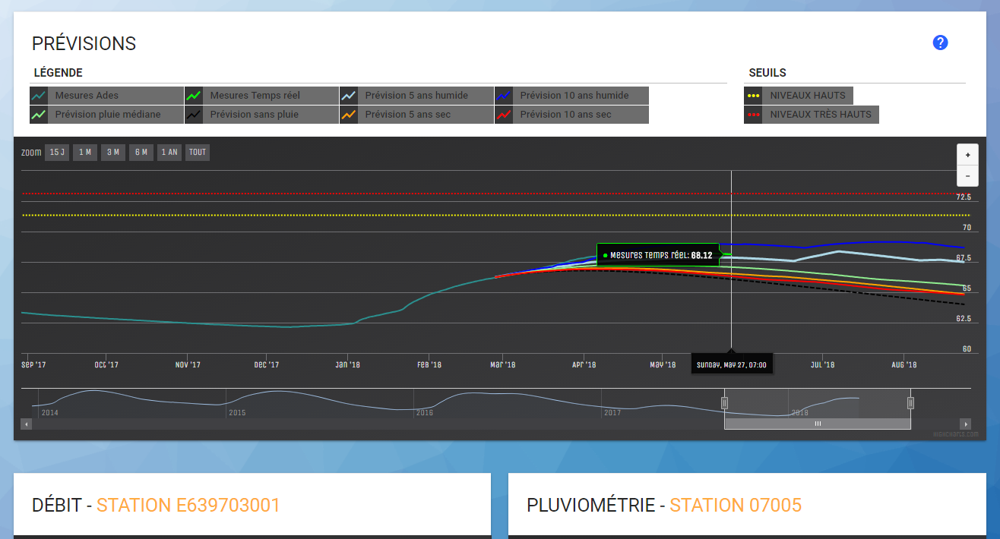 PRÉVISIONS
?
LÉGENDE
SEUILS
Mesures Ades
Mesures Temps réel
Prévision 5 ans humide
Prévision 10 ans humide
NIVEAUX HAUTS
Prévision pluie médiane
Prévision sans pluie
Prévision 5 ans sec
Prévision 10 ans sec
NIVEAUX TRÈS HAUTS
Zoom 15 J 1 M 3 M 6 M 1 AN TOUT
+
-
72.5
70
Mesures Temps réel: 68.12
67.5
65
62.5
60
Sep '17 Oct '17 Nov '17 Dec '17 Jan '18 Feb '18 Mar '18 Apr '18 May '18 Sunday, May 27, 07:00 Jul '18 Aug '18
2014 2015 2016 2017 2018
Highcharts.com
DÉBIT - STATION E639703001
PLUVIOMÉTRIE - STATION 07005